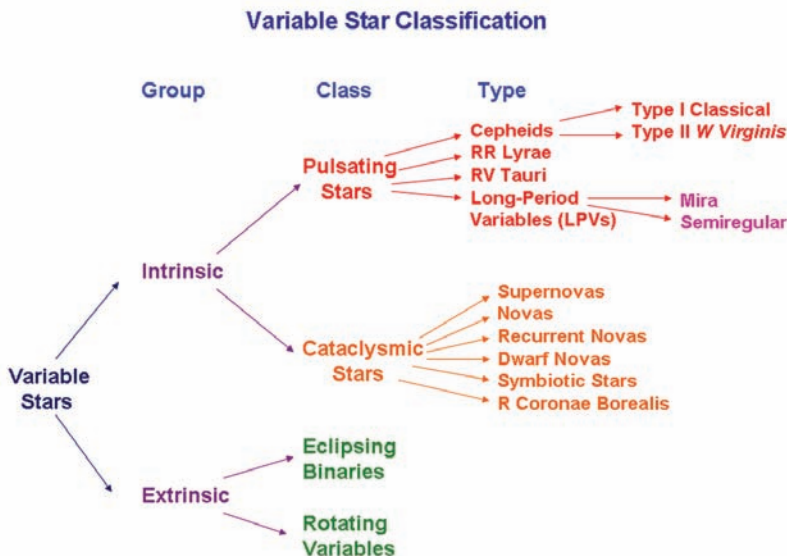 Variable Star Classification
Group Class Type
Type I Classical
Cepheids
Type II W Virginis
RR Lyrae
Pulsating
Stars
RV Tauri
Long-Period
Variables (LPVs)
Mira
Semiregular
Intrinsic
Supernovas
Novas
Recurrent Novas
Cataclysmic
Stars
Dwarf Novas
Symbiotic Stars
R Coronae Borealis
Variable
Stars
Eclipsing
Binaries
Extrinsic
Rotating
Variables